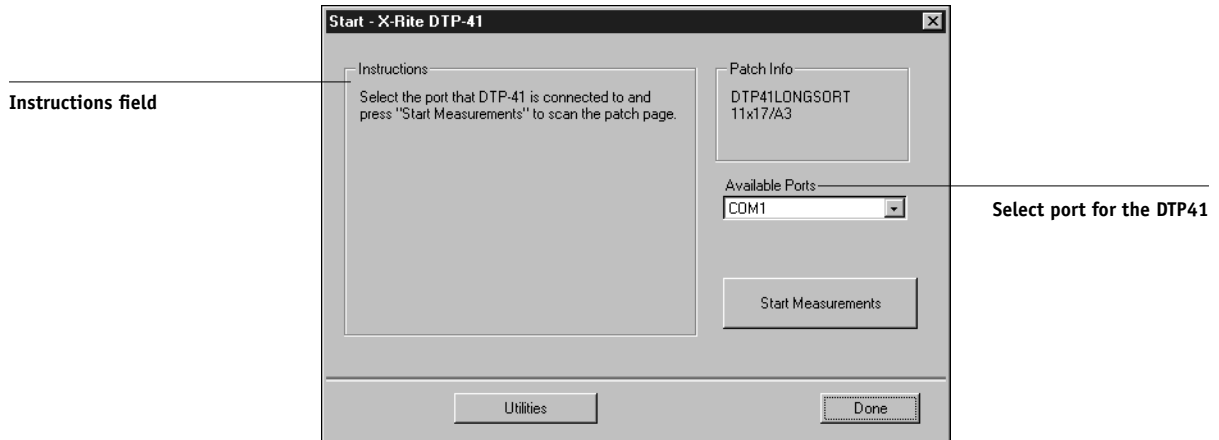 Start - X-Rite DTP-41
Instructions
Select the port that DTP-41 is connected to and
press "Start Measurements" to scan the patch page.
Patch Info
DTP41LONGSORT
11x17/A3
Available Ports
COM1
Start Measurements
Utilities
Done
Instructions field
Select port for the DTP41